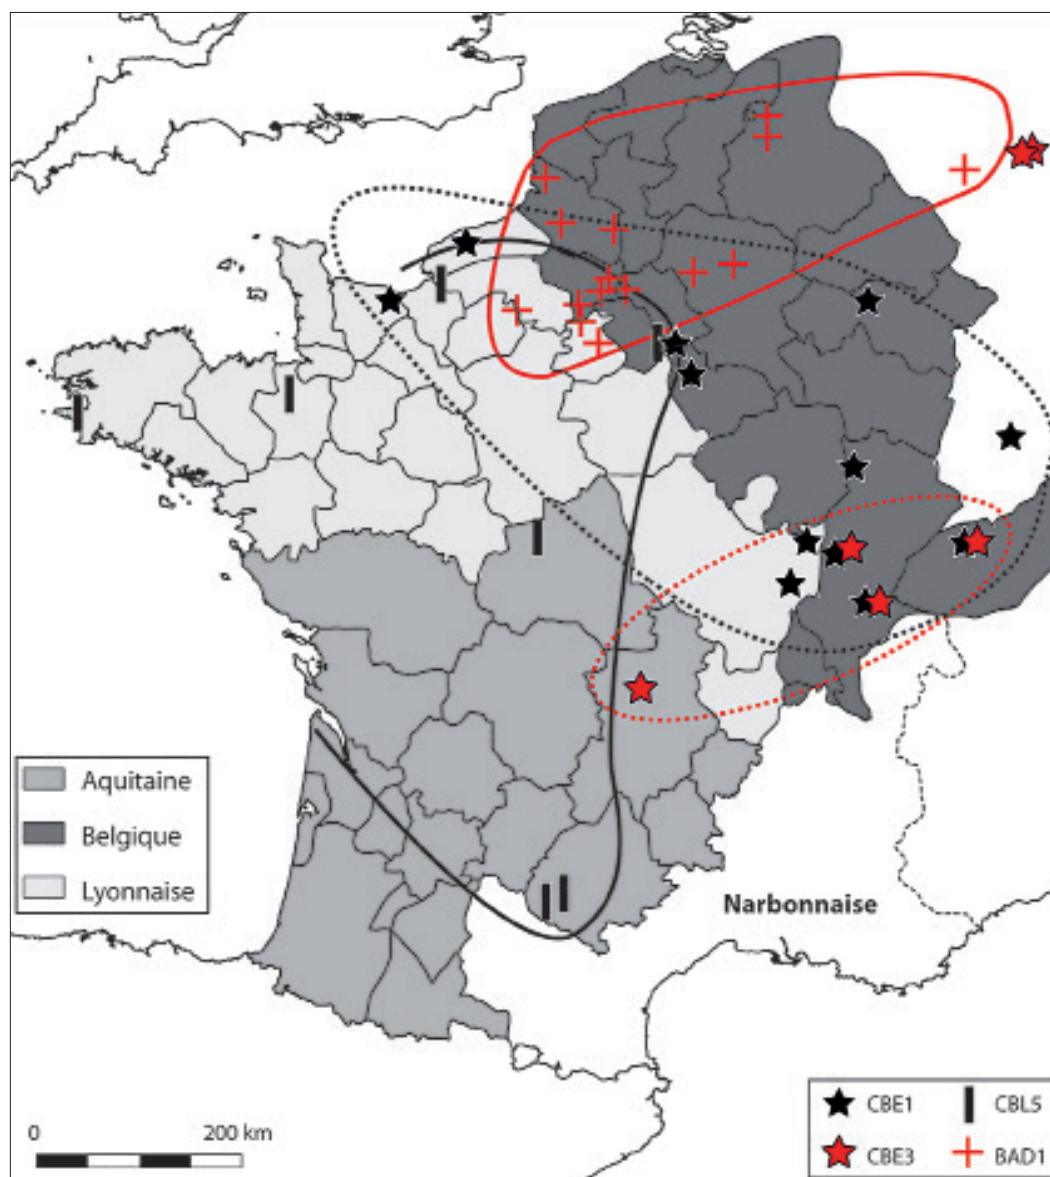 Aquitaine
Belgique
Lyonnaise
Narbonnaise
0 200 km
CBE1 CBL5
CBE3 BAD1